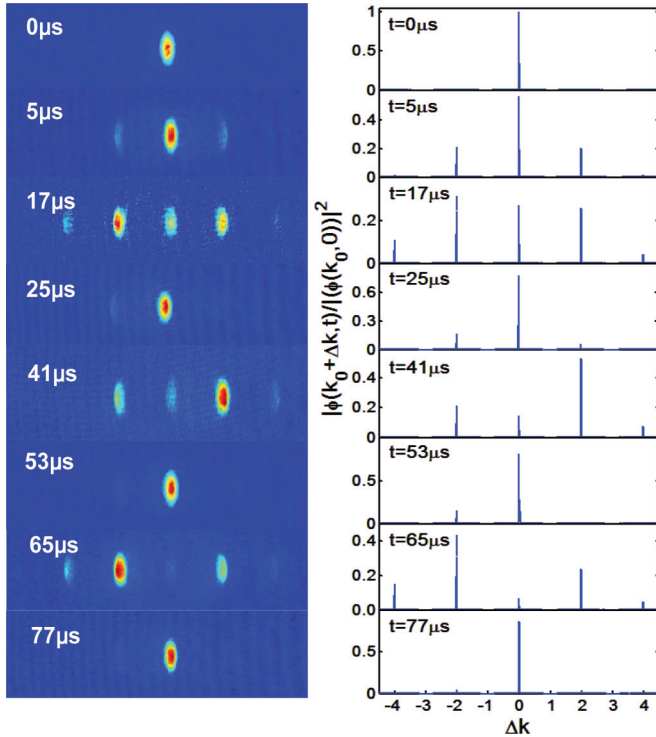 0µs
5µs
17µs
25µs
41µs
53µs
65µs
77µs
|ϕ(k₀+Δk,t)/|(ϕ(k₀,0))|²
t=0µs
1
0.5
0
t=5µs
0.4
0.2
0
t=17µs
0.2
0
t=25µs
0.6
0.3
0
t=41µs
0.4
0.2
0
t=53µs
0.5
0
t=65µs
0.4
0.2
0.0
t=77µs
0.5
0
-4 -3 -2 -1 0 1 2 3 4
Δk